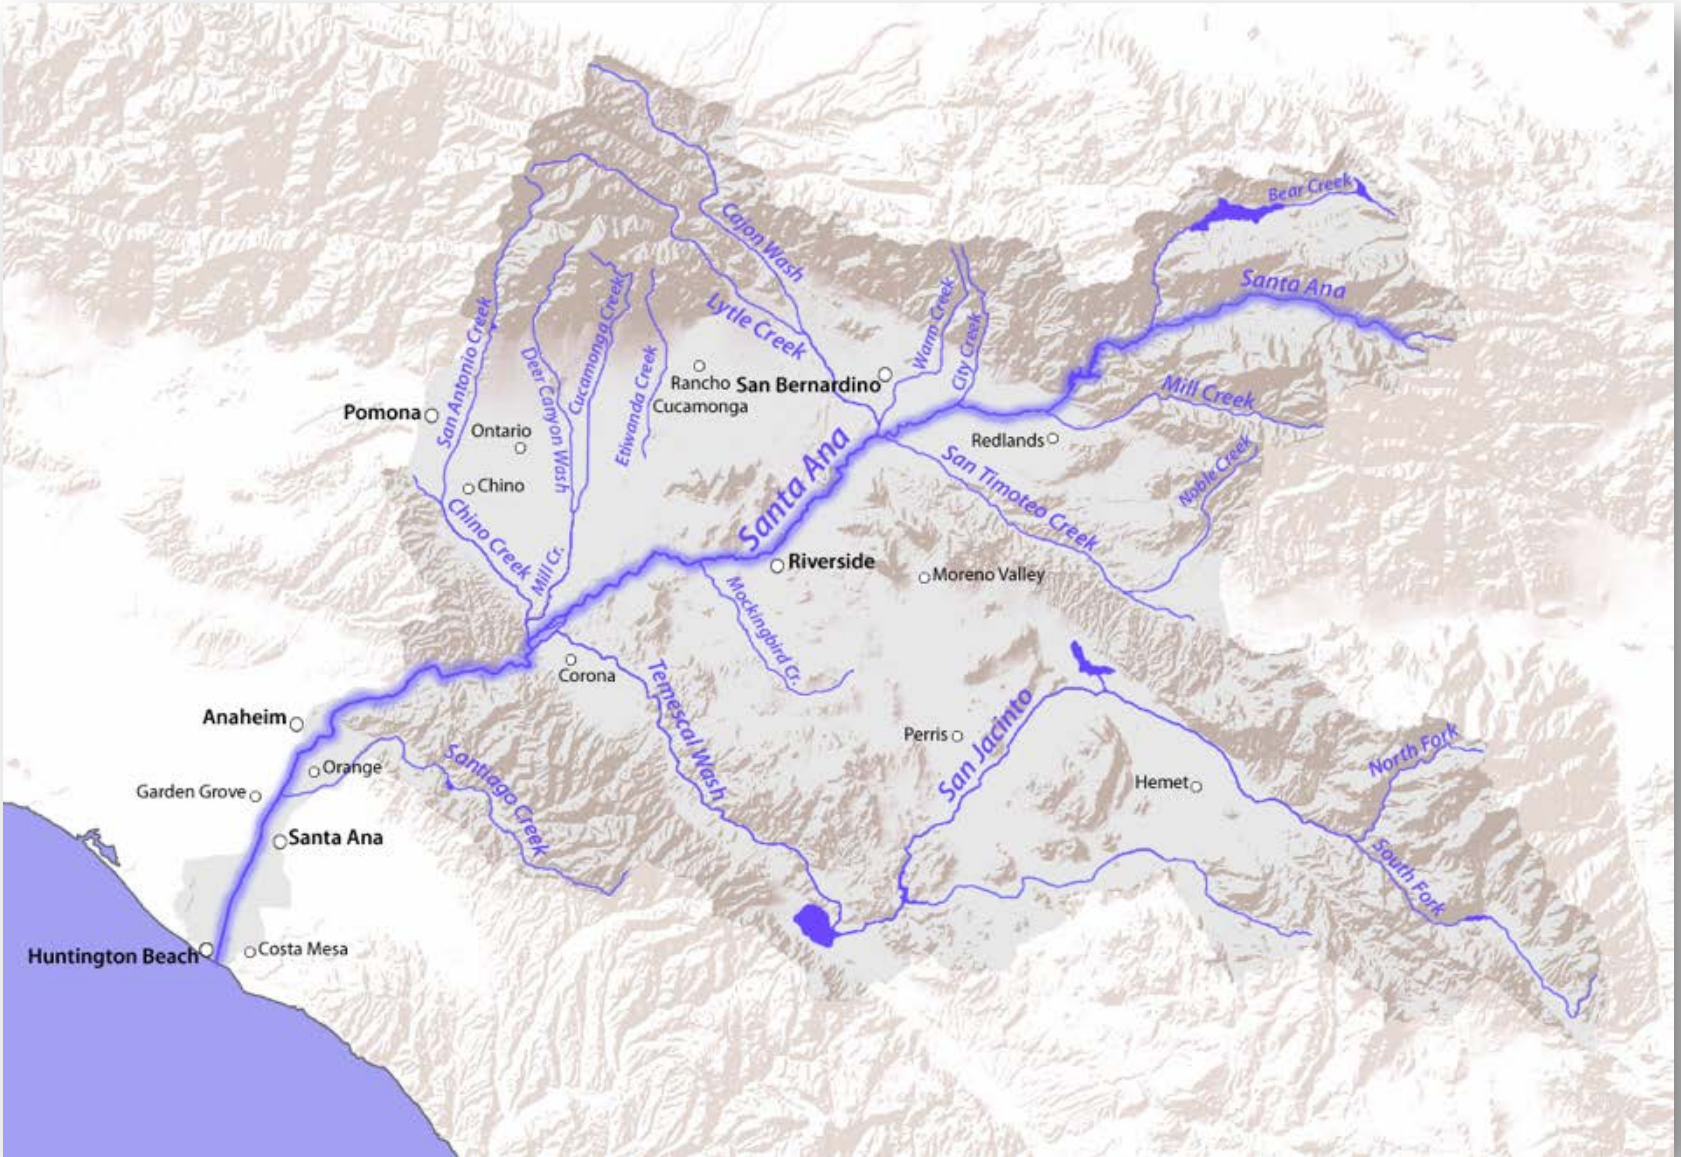 Bear Creek
Santa Ana
Cajon Wash
Lytle Creek
Warm Creek
City Creek
San Antonio Creek
Deer Canyon Wash
Cucamonga Creek
Etiwanda Creek
Rancho
Cucamonga
San Bernardino
Mill Creek
Pomona
Ontario
Redlands
Chino
Santa Ana
San Timoteo Creek
Noble Creek
Chino Creek
Mill Cr.
Riverside
Moreno Valley
Mockingbird Cr.
Corona
Temescal Wash
Anaheim
Perris
San Jacinto
North Fork
Orange
Santiago Creek
Hemet
Garden Grove
Santa Ana
South Fork
Huntington Beach
Costa Mesa